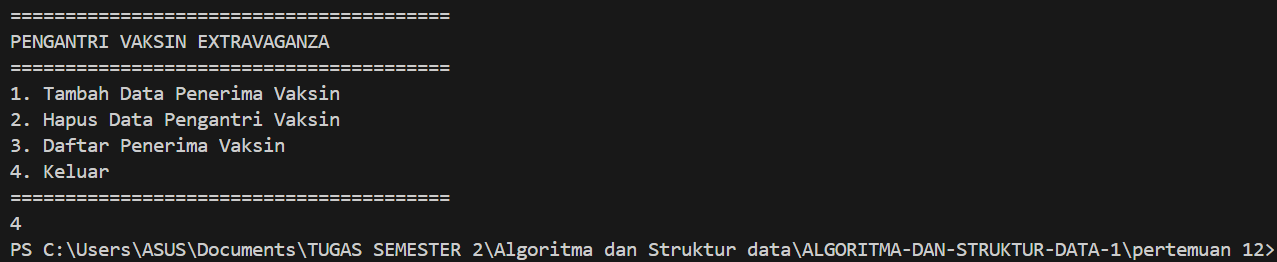 ========================================
PENGANTRI VAKSIN EXTRAVAGANZA
========================================
1. Tambah Data Penerima Vaksin
2. Hapus Data Pengantri Vaksin
3. Daftar Penerima Vaksin
4. Keluar
========================================
4
PS C:\Users\ASUS\Documents\TUGAS SEMESTER 2\Algoritma dan Struktur data\ALGORITMA-DAN-STRUKTUR-DATA-1\pertemuan 12>